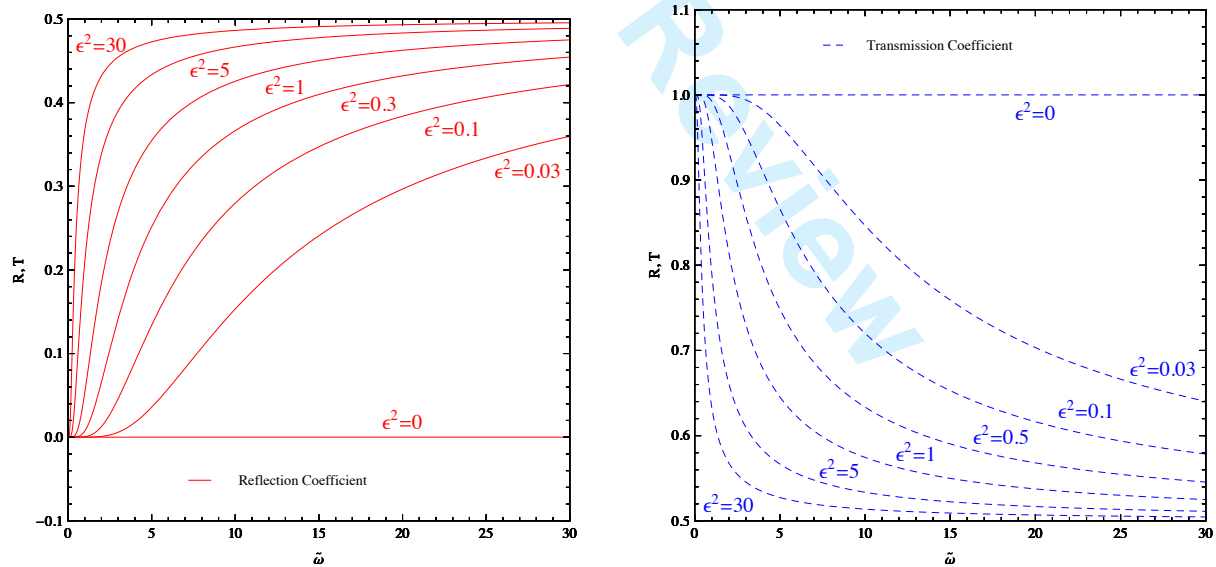 0.5
0.4
0.3
0.2
0.1
0.0
−0.1
R, T
ϵ²=30
ϵ²=5
ϵ²=1
ϵ²=0.3
ϵ²=0.1
ϵ²=0.03
ϵ²=0
Reflection Coefficient
0 5 10 15 20 25 30
ω̃
1.1
1.0
0.9
0.8
0.7
0.6
0.5
R, T
Transmission Coefficient
ϵ²=0
ϵ²=0.03
ϵ²=0.1
ϵ²=0.5
ϵ²=1
ϵ²=5
ϵ²=30
0 5 10 15 20 25 30
ω̃
Review